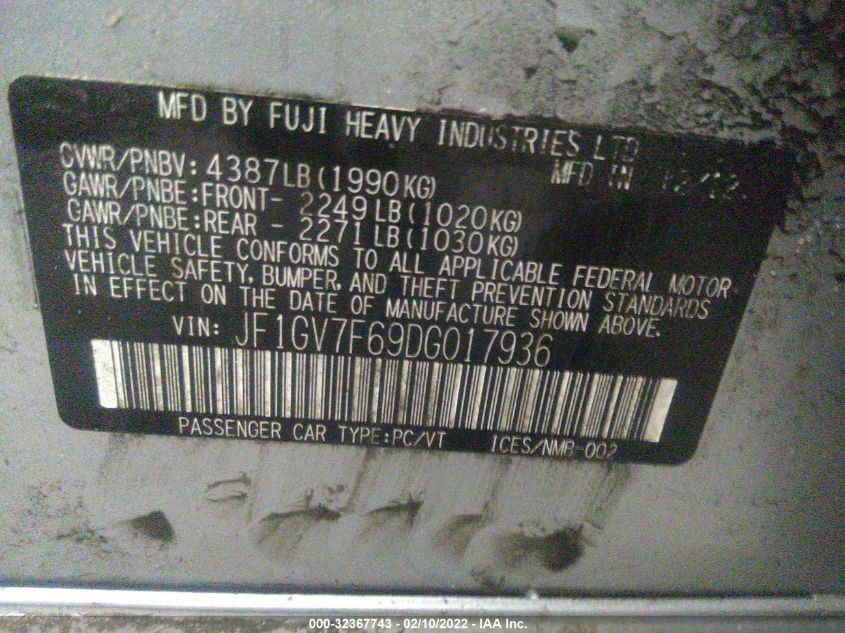 MFD BY FUJI HEAVY INDUSTRIES LTD
MFD IN 12/12
GVWR/PNBV: 4387LB(1990KG)
GAWR/PNBE:FRONT- 2249LB(1020KG)
GAWR/PNBE:REAR - 2271LB(1030KG)
THIS VEHICLE CONFORMS TO ALL APPLICABLE FEDERAL MOTOR
VEHICLE SAFETY, BUMPER, AND THEFT PREVENTION STANDARDS
IN EFFECT ON THE DATE OF MANUFACTURE SHOWN ABOVE.
VIN: JF1GV7F69DG017936
PASSENGER CAR TYPE:PC/VT ICES/NMB-002
000-32367743 - 02/10/2022 - IAA Inc.